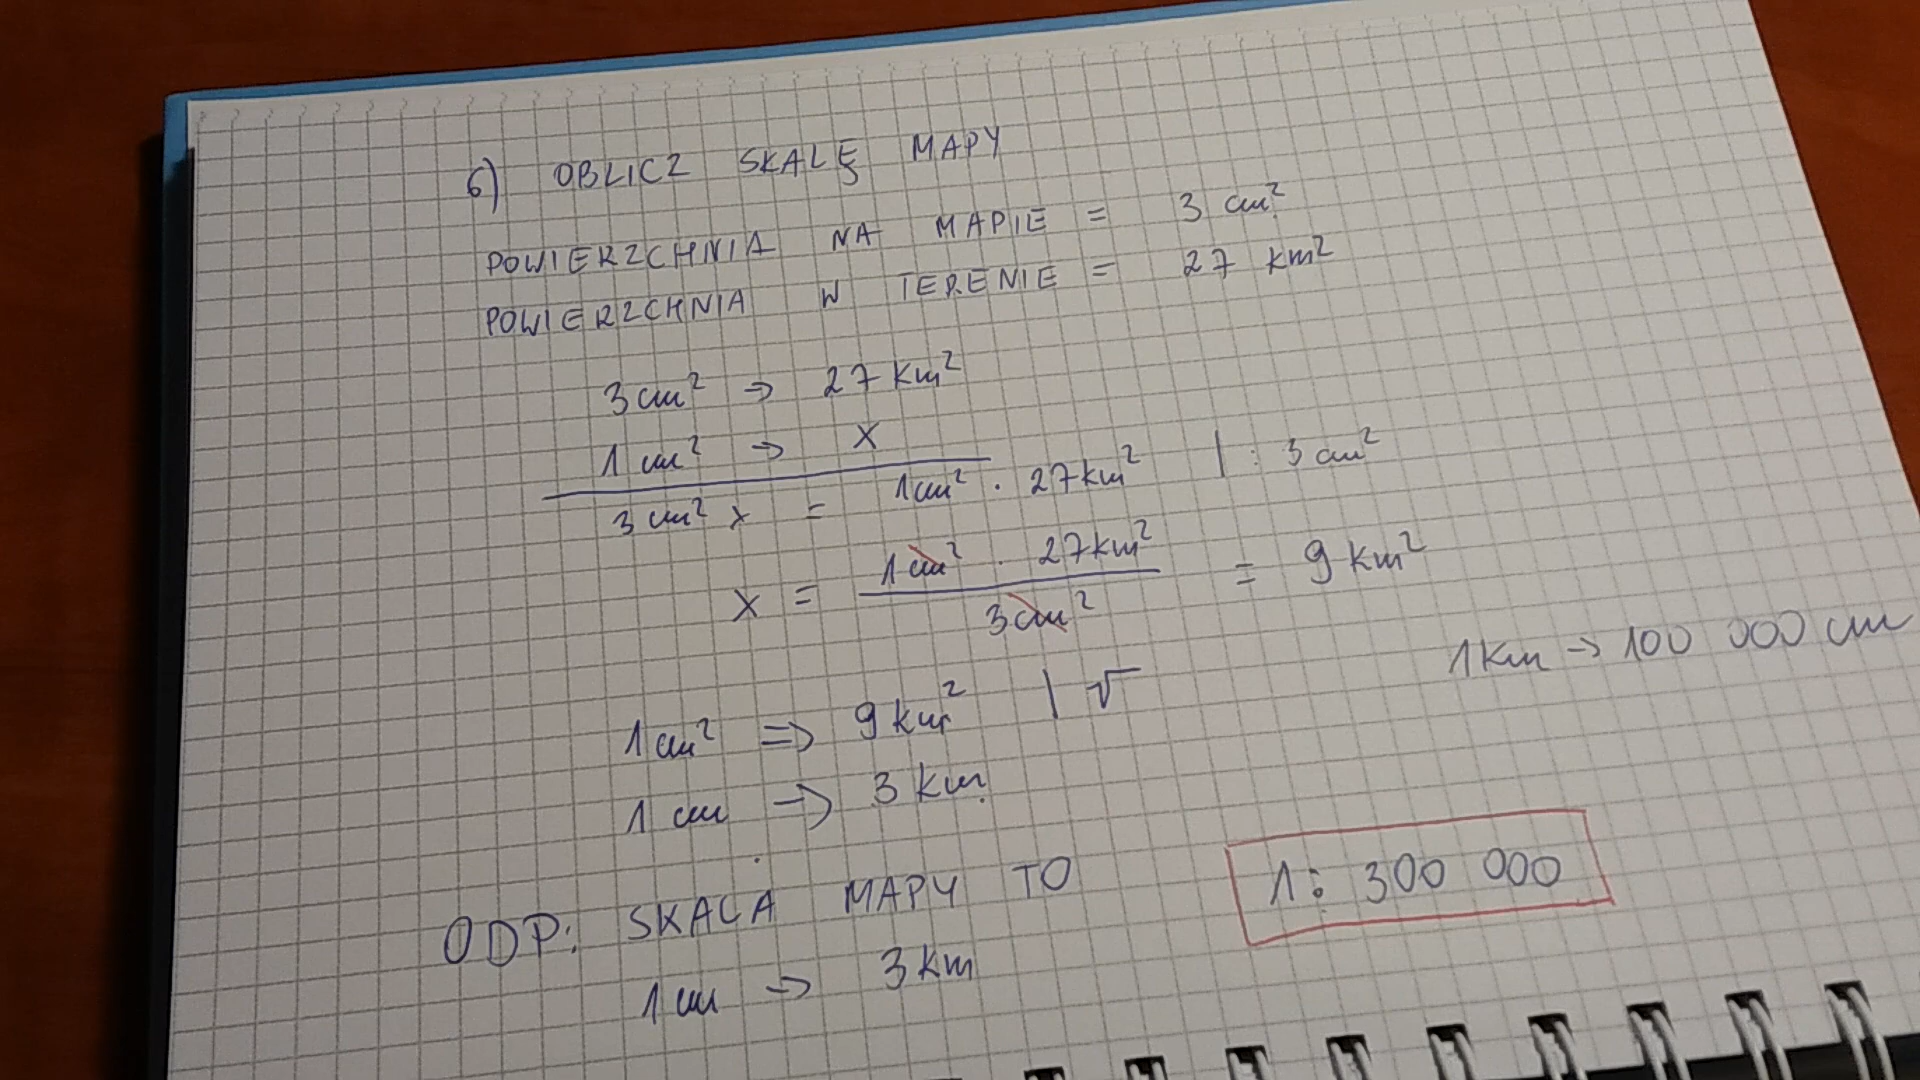 6) OBLICZ SKALĘ MAPY
POWIERZCHNIA NA MAPIE = 3 cm²
POWIERZCHNIA W TERENIE = 27 km²
3 cm² → 27 km²
1 cm² → x
3 cm² x = 1 cm² · 27 km² | : 3 cm²
x = 1 cm² · 27 km² / 3 cm² = 9 km²
1 km → 100 000 cm
1 cm² ⇒ 9 km² | √
1 cm → 3 km
ODP: SKALA MAPY TO 1: 300 000
1 cm → 3 km